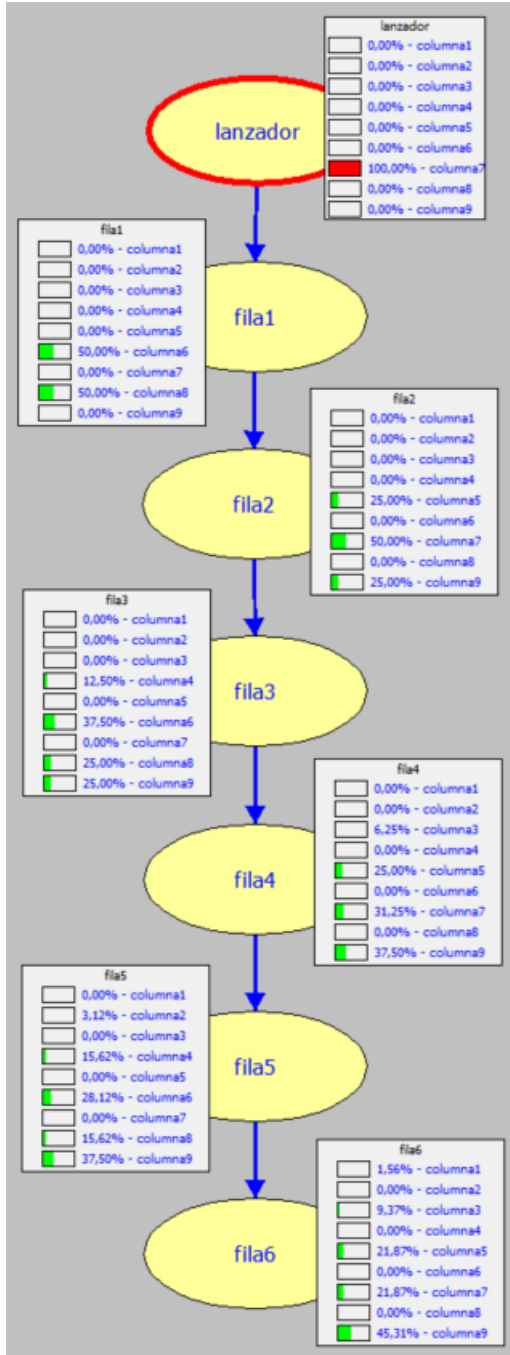 lanzador
0,00% - columna1
0,00% - columna2
0,00% - columna3
0,00% - columna4
0,00% - columna5
0,00% - columna6
100,00% - columna7
0,00% - columna8
0,00% - columna9
lanzador
fila1
0,00% - columna1
0,00% - columna2
0,00% - columna3
0,00% - columna4
0,00% - columna5
50,00% - columna6
0,00% - columna7
50,00% - columna8
0,00% - columna9
fila1
fila2
0,00% - columna1
0,00% - columna2
0,00% - columna3
0,00% - columna4
25,00% - columna5
0,00% - columna6
50,00% - columna7
0,00% - columna8
25,00% - columna9
fila2
fila3
0,00% - columna1
0,00% - columna2
0,00% - columna3
12,50% - columna4
0,00% - columna5
37,50% - columna6
0,00% - columna7
25,00% - columna8
25,00% - columna9
fila3
fila4
0,00% - columna1
0,00% - columna2
6,25% - columna3
0,00% - columna4
25,00% - columna5
0,00% - columna6
31,25% - columna7
0,00% - columna8
37,50% - columna9
fila4
fila5
0,00% - columna1
3,12% - columna2
0,00% - columna3
15,62% - columna4
0,00% - columna5
28,12% - columna6
0,00% - columna7
15,62% - columna8
37,50% - columna9
fila5
fila6
1,56% - columna1
0,00% - columna2
9,37% - columna3
0,00% - columna4
21,87% - columna5
0,00% - columna6
21,87% - columna7
0,00% - columna8
45,31% - columna9
fila6